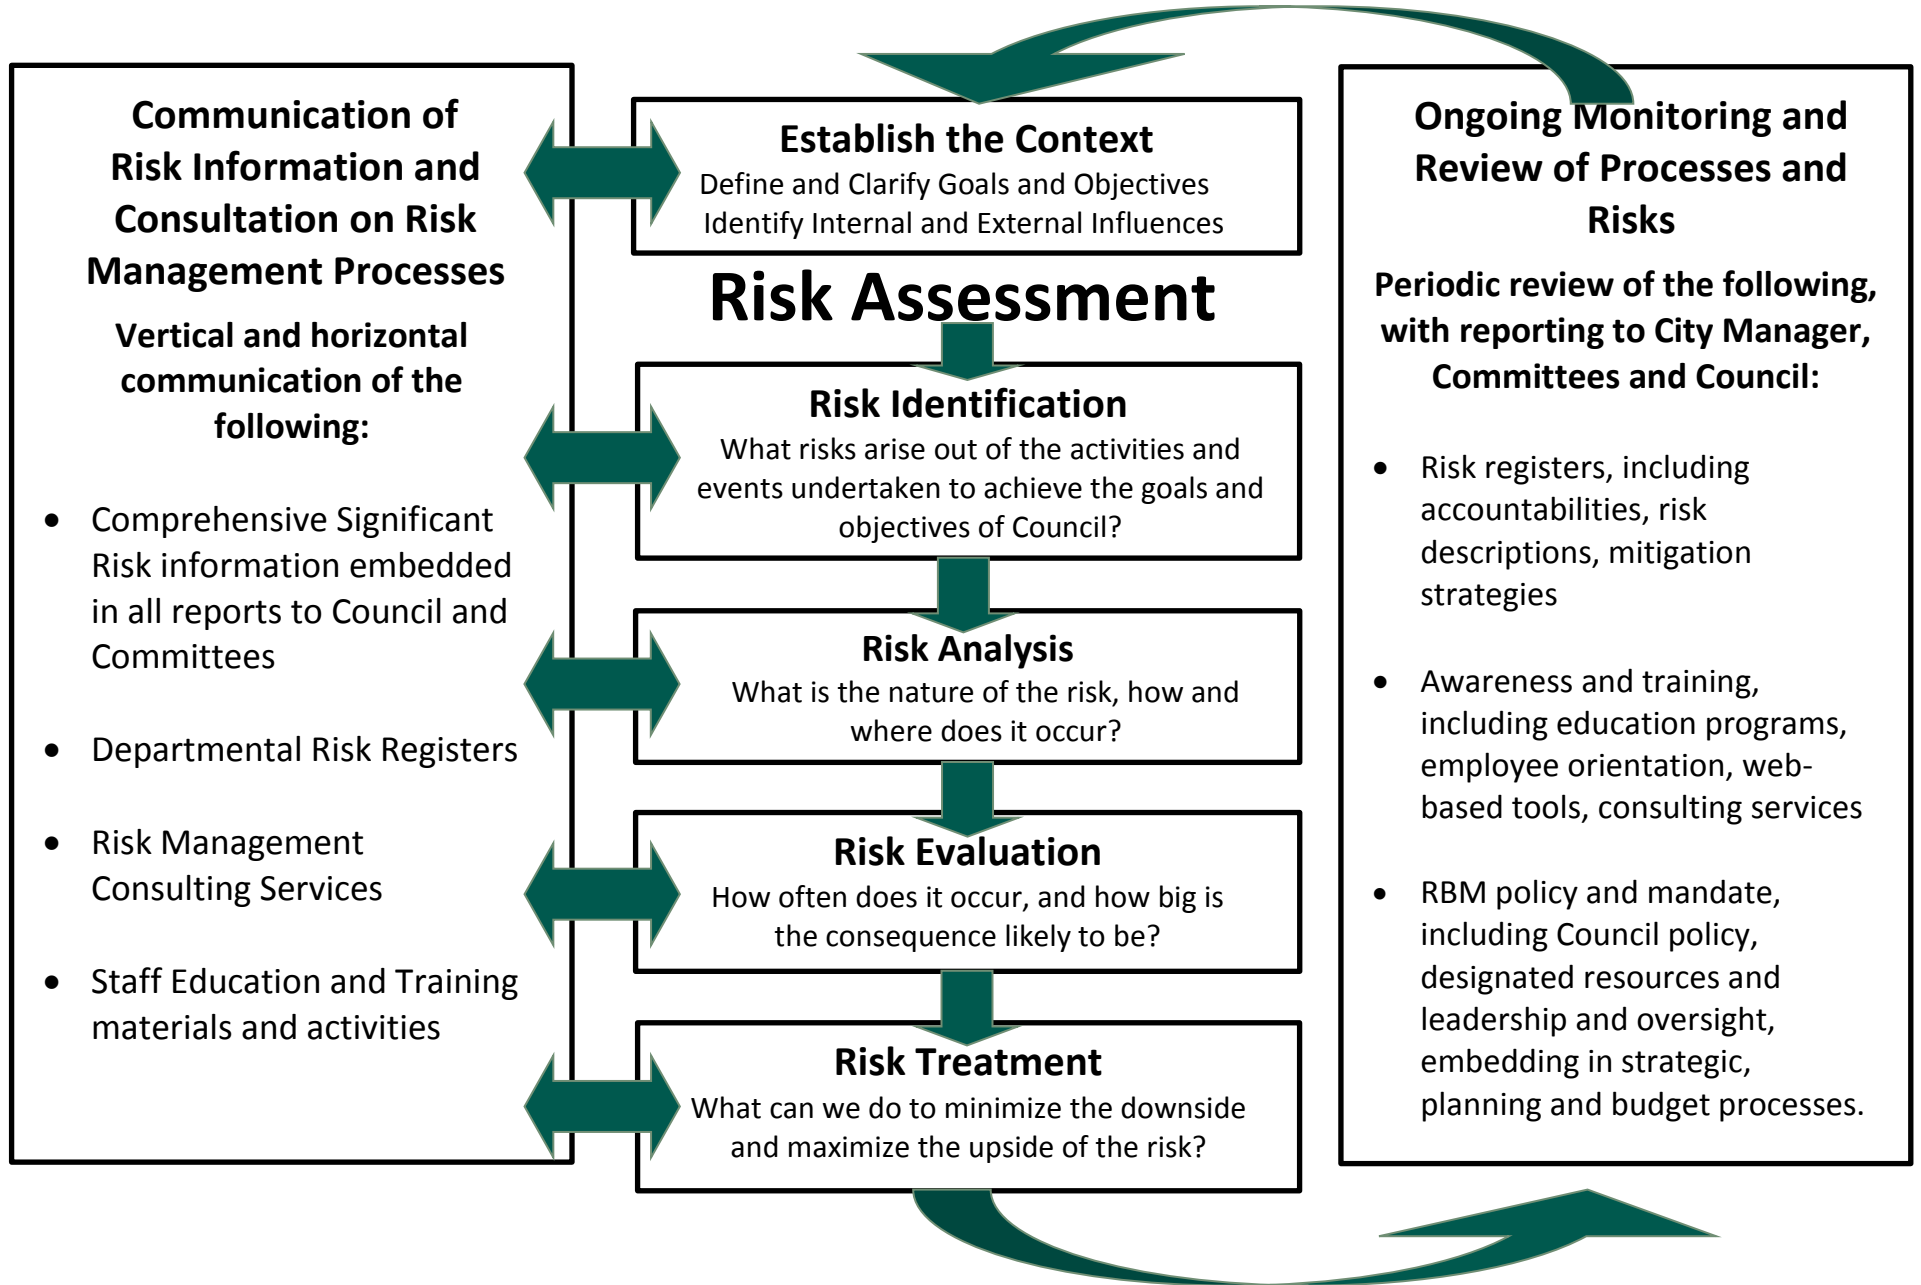 Communication of
Risk Information and
Consultation on Risk
Management Processes
Vertical and horizontal
communication of the
following:
• Comprehensive Significant
Risk information embedded
in all reports to Council and
Committees
• Departmental Risk Registers
• Risk Management
Consulting Services
• Staff Education and Training
materials and activities
Establish the Context
Define and Clarify Goals and Objectives
Identify Internal and External Influences
Risk Assessment
Risk Identification
What risks arise out of the activities and
events undertaken to achieve the goals and
objectives of Council?
Risk Analysis
What is the nature of the risk, how and
where does it occur?
Risk Evaluation
How often does it occur, and how big is
the consequence likely to be?
Risk Treatment
What can we do to minimize the downside
and maximize the upside of the risk?
Ongoing Monitoring and
Review of Processes and
Risks
Periodic review of the following,
with reporting to City Manager,
Committees and Council:
• Risk registers, including
accountabilities, risk
descriptions, mitigation
strategies
• Awareness and training,
including education programs,
employee orientation, web-
based tools, consulting services
• RBM policy and mandate,
including Council policy,
designated resources and
leadership and oversight,
embedding in strategic,
planning and budget processes.